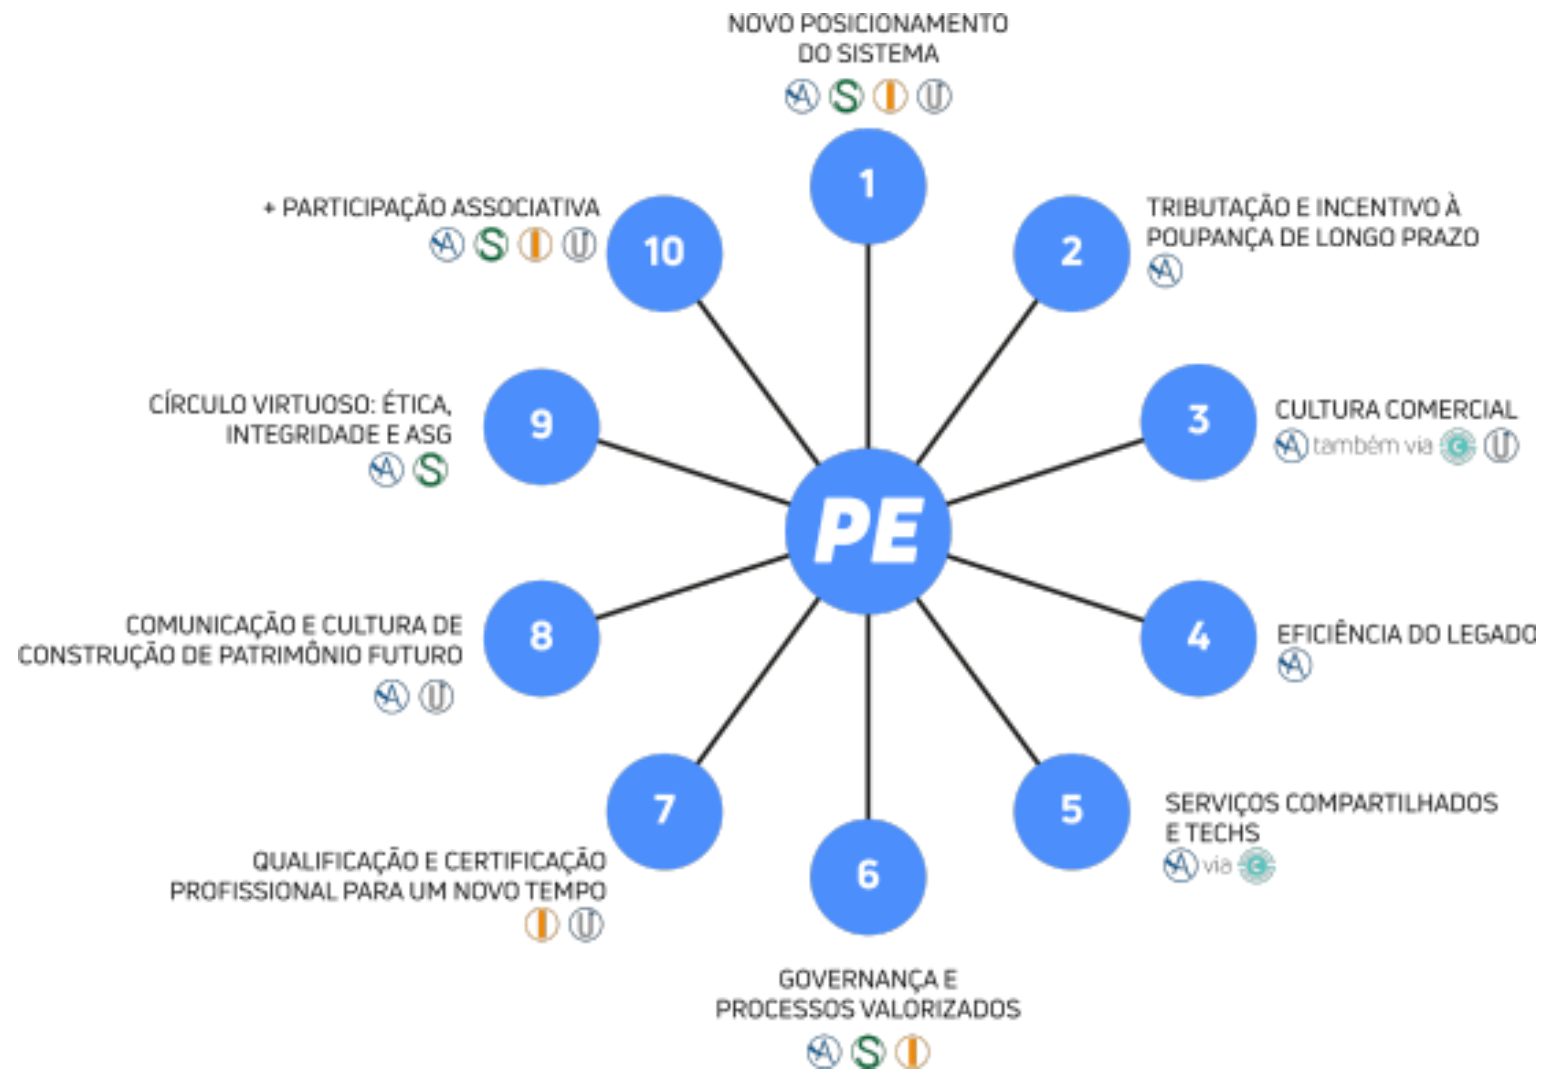 NOVO POSICIONAMENTO
DO SISTEMA
A S I U
1
TRIBUTAÇÃO E INCENTIVO À
POUPANÇA DE LONGO PRAZO
A
2
CULTURA COMERCIAL
A também via C U
3
EFICIÊNCIA DO LEGADO
A
4
SERVIÇOS COMPARTILHADOS
E TECHS
A via C
5
6
GOVERNANÇA E
PROCESSOS VALORIZADOS
A S I
7
QUALIFICAÇÃO E CERTIFICAÇÃO
PROFISSIONAL PARA UM NOVO TEMPO
I U
8
COMUNICAÇÃO E CULTURA DE
CONSTRUÇÃO DE PATRIMÔNIO FUTURO
A U
9
CÍRCULO VIRTUOSO: ÉTICA,
INTEGRIDADE E ASG
A S
10
+ PARTICIPAÇÃO ASSOCIATIVA
A S I U
PE